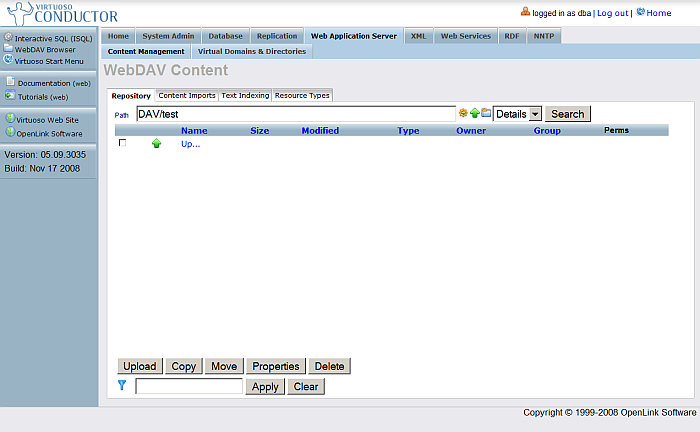 VIRTUOSO
CONDUCTOR
logged in as dba | Log out | Home
Interactive SQL (ISQL)
WebDAV Browser
Virtuoso Start Menu
Documentation (web)
Tutorials (web)
Virtuoso Web Site
OpenLink Software
Version: 05.09.3035
Build: Nov 17 2008
Home System Admin Database Replication Web Application Server XML Web Services RDF NNTP
Content Management Virtual Domains & Directories
WebDAV Content
Repository Content Imports Text Indexing Resource Types
Path DAV/test Details Search
Name Size Modified Type Owner Group Perms
Up...
Upload Copy Move Properties Delete
Apply Clear
Copyright © 1999-2008 OpenLink Software